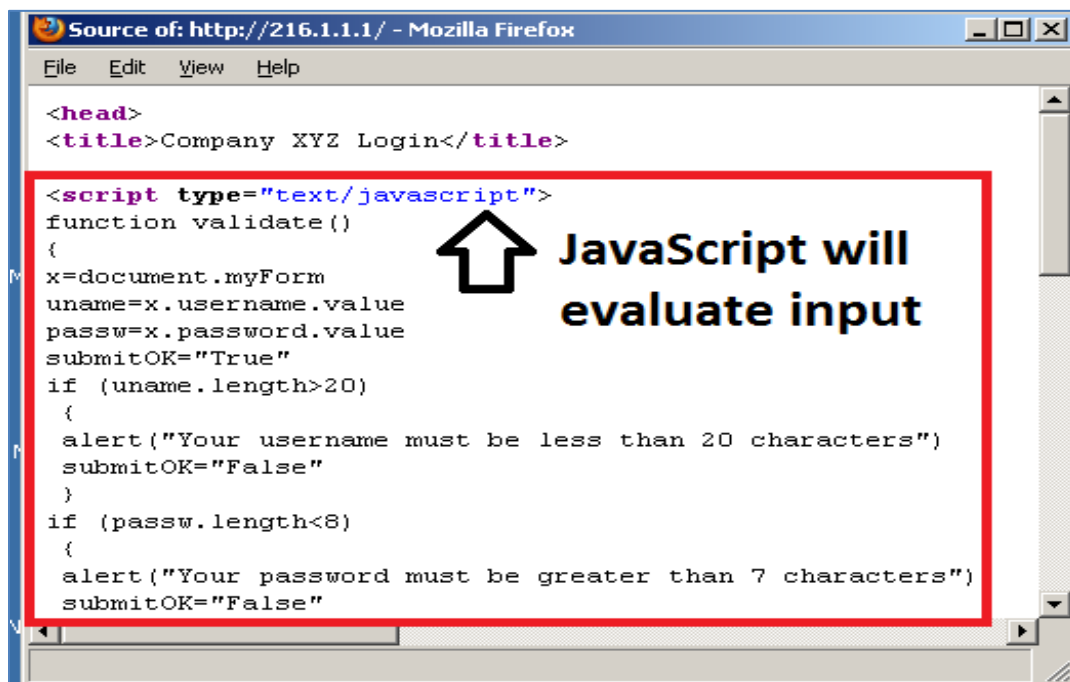 Source of: http://216.1.1.1/ - Mozilla Firefox
File Edit View Help
<head>
<title>Company XYZ Login</title>
<script type="text/javascript">
function validate()
{
x=document.myForm
uname=x.username.value
passw=x.password.value
submitOK="True"
if (uname.length>20)
{
alert("Your username must be less than 20 characters")
submitOK="False"
}
if (passw.length<8)
{
alert("Your password must be greater than 7 characters")
submitOK="False"
JavaScript will
evaluate input